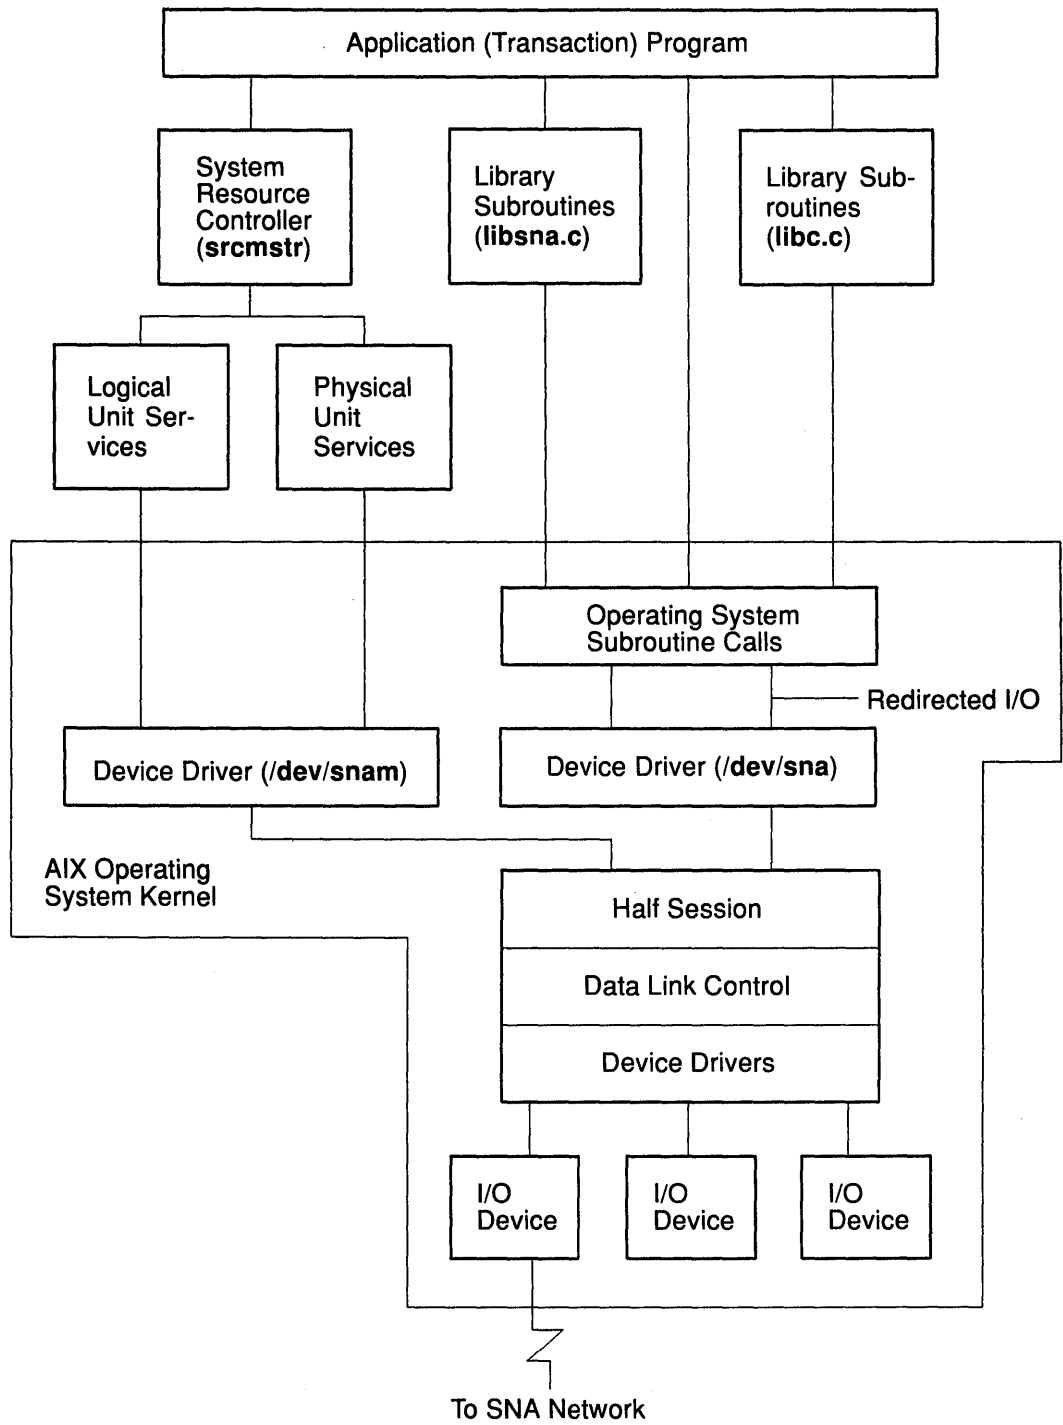 Application (Transaction) Program
System
Resource
Controller
(srcmstr)
Library
Subroutines
(libsna.c)
Library Sub-
routines
(libc.c)
Logical
Unit Ser-
vices
Physical
Unit
Services
Operating System
Subroutine Calls
Redirected I/O
Device Driver (/dev/snam)
Device Driver (/dev/sna)
AIX Operating
System Kernel
Half Session
Data Link Control
Device Drivers
I/O
Device
I/O
Device
I/O
Device
To SNA Network